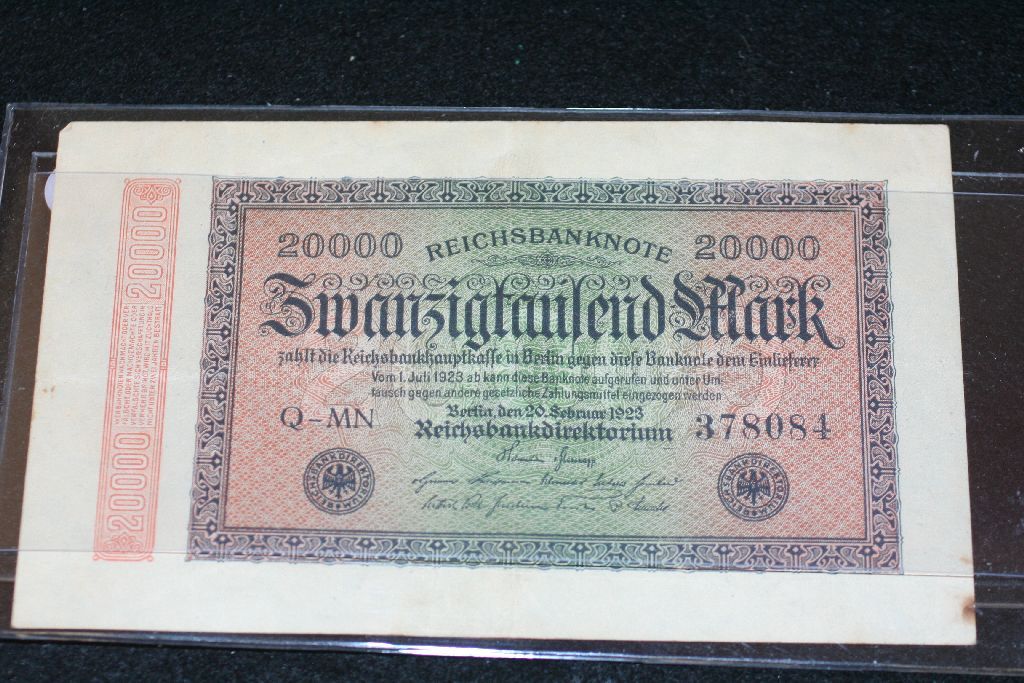 20000 REICHSBANKNOTE 20000
Zwanzigtausend Mark
zahlt die Reichsbankhauptkasse in Berlin gegen diese Banknote dem Einlieferer
Vom 1. Juli 1923 ab kann diese Banknote aufgerufen und unter Um-
tausch gegen andere gesetzliche Zahlungsmittel eingezogen werden
Berlin, den 20. Februar 1923
Q-MN Reichsbankdirektorium 378084
REICHSBANKDIREKTORIUM
REICHSBANKDIREKTORIUM
20000
20000